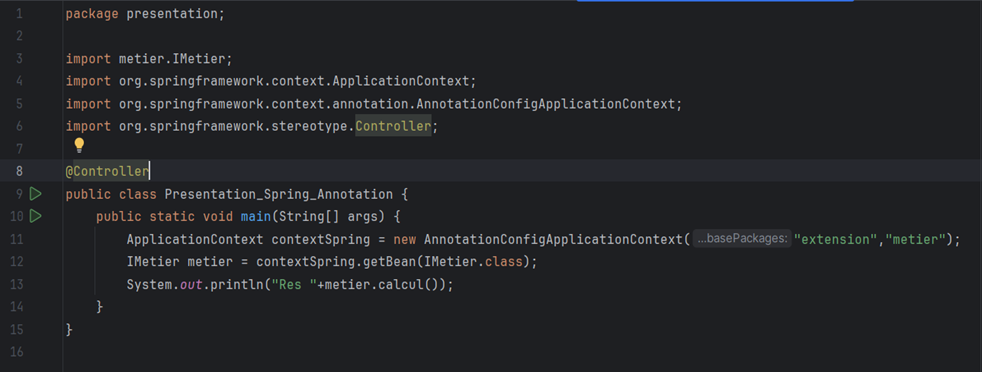 1 package presentation;
2
3 import metier.IMetier;
4 import org.springframework.context.ApplicationContext;
5 import org.springframework.context.annotation.AnnotationConfigApplicationContext;
6 import org.springframework.stereotype.Controller;
7
8 @Controller
9 public class Presentation_Spring_Annotation {
10 public static void main(String[] args) {
11 ApplicationContext contextSpring = new AnnotationConfigApplicationContext( ...basePackages: "extension","metier");
12 IMetier metier = contextSpring.getBean(IMetier.class);
13 System.out.println("Res "+metier.calcul());
14 }
15 }
16